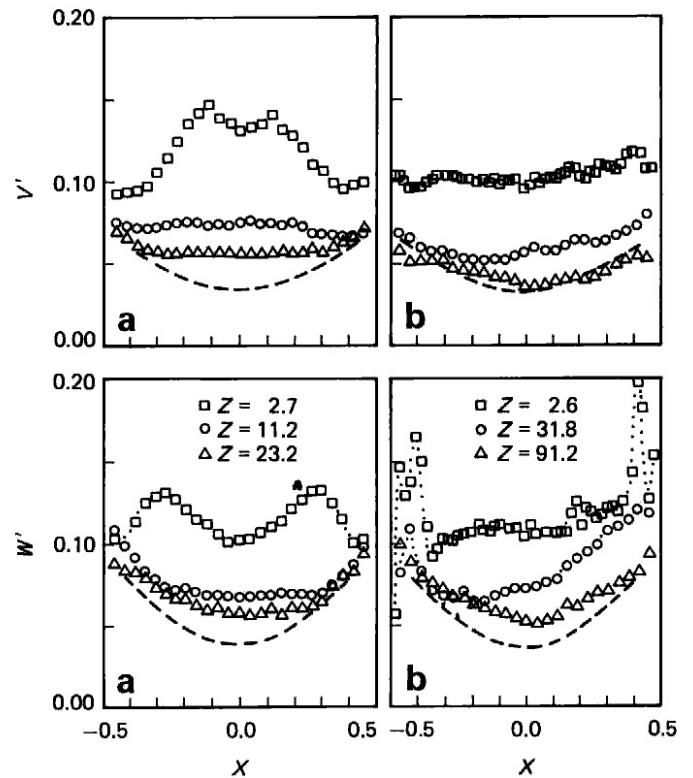 0.20
0.10
0.00
V'
a
b
0.20
0.10
0.00
W'
Z = 2.7
Z = 11.2
Z = 23.2
a
Z = 2.6
Z = 31.8
Z = 91.2
b
−0.5 0.0 0.5
X
−0.5 0.0 0.5
X